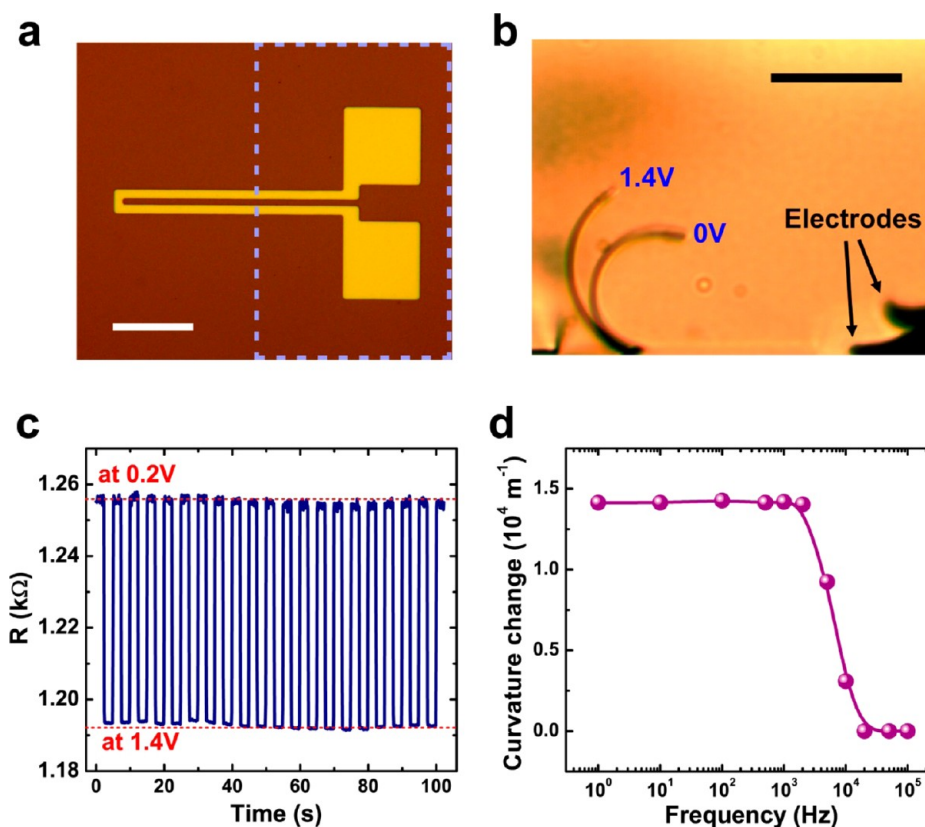 a
b
1.4V
0V
Electrodes
c
at 0.2V
1.26
1.24
1.22
1.20
1.18
at 1.4V
R (kΩ)
0 20 40 60 80 100
Time (s)
d
1.5
1.0
0.5
0.0
Curvature change (10⁴ m⁻¹)
10⁰ 10¹ 10² 10³ 10⁴ 10⁵
Frequency (Hz)